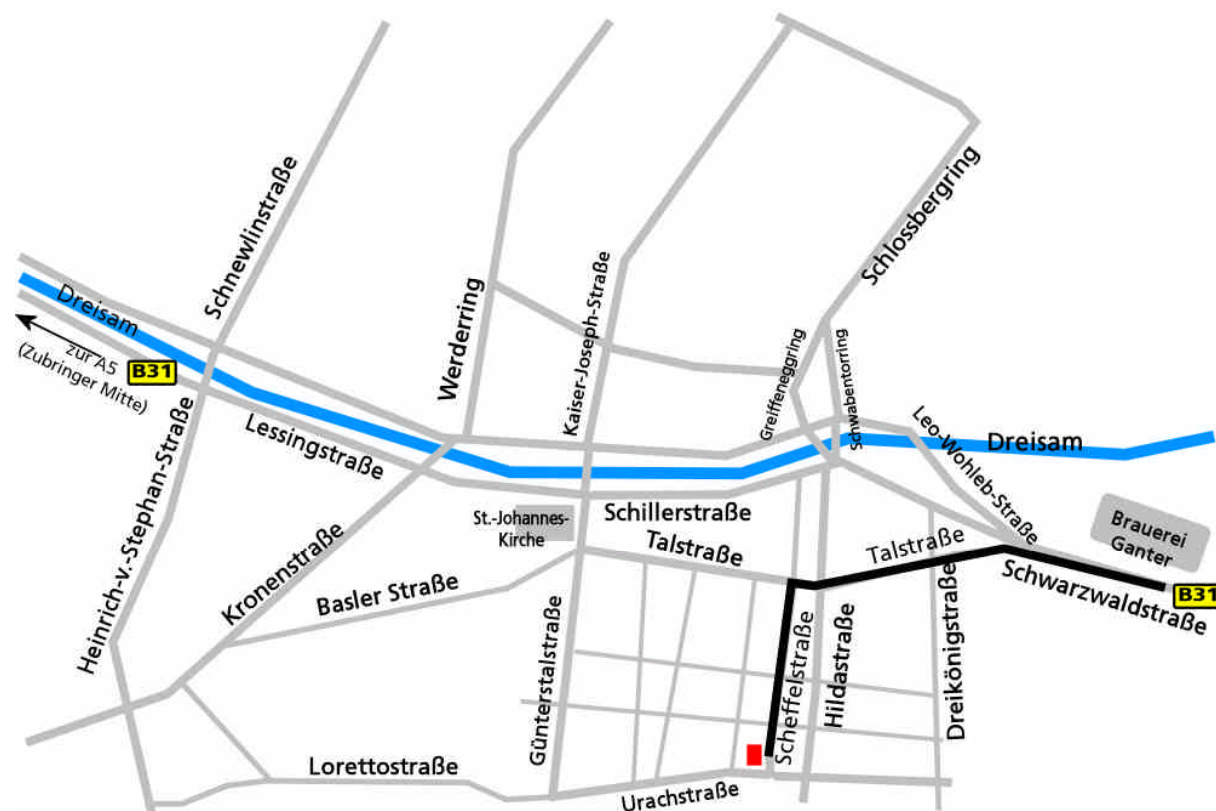 Schnewlinstraße
Schlossbergring
Dreisam
Werderring
Kaiser-Joseph-Straße
zur A5
(Zubringer Mitte)
B31
Greiffeneggring
Schwabentorring
Leo-Wohleb-Straße
Dreisam
Lessingstraße
Heinrich-v.-Stephan-Straße
St.-Johannes-
Kirche
Schillerstraße
Talstraße
Talstraße
Brauerei
Ganter
Schwarzwaldstraße
B31
Kronenstraße
Basler Straße
Günterstalstraße
Scheffelstraße
Hildastraße
Dreikönigstraße
Lorettostraße
Urachstraße